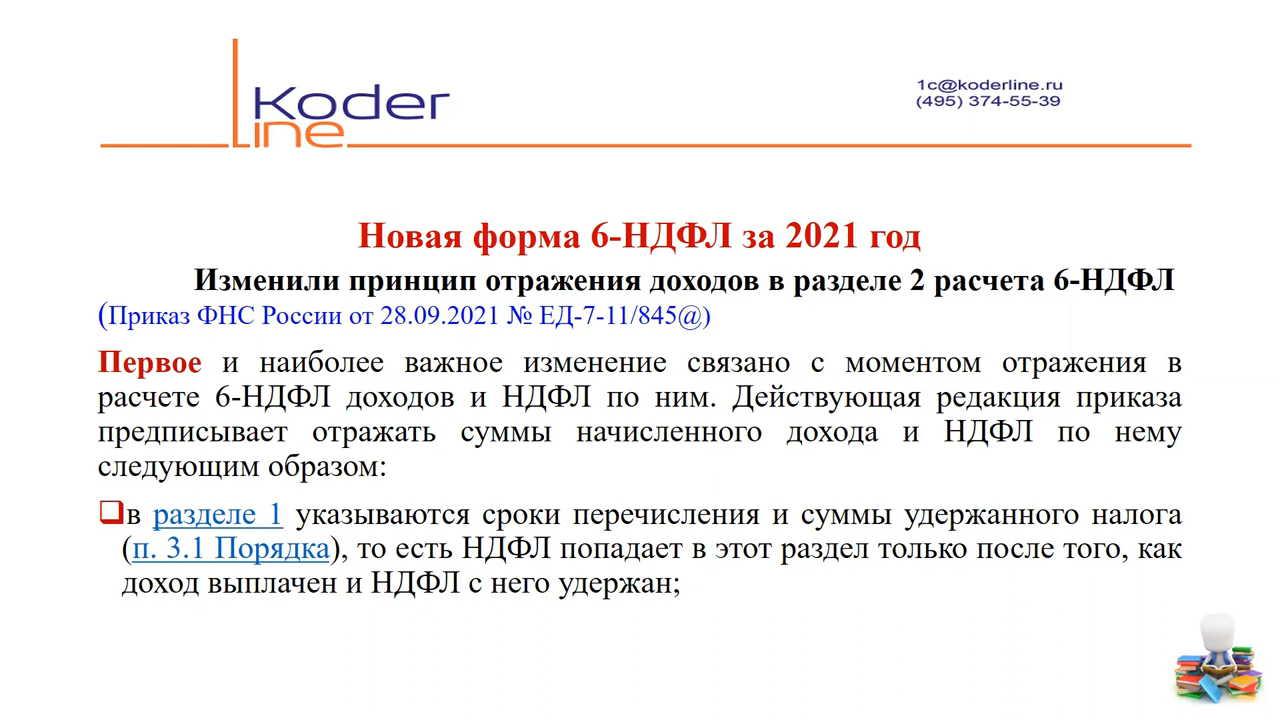 Koder
Line
1c@koderline.ru
(495) 374-55-39
Новая форма 6-НДФЛ за 2021 год
Изменили принцип отражения доходов в разделе 2 расчета 6-НДФЛ
(Приказ ФНС России от 28.09.2021 № ЕД-7-11/845@)
Первое и наиболее важное изменение связано с моментом отражения в
расчете 6-НДФЛ доходов и НДФЛ по ним. Действующая редакция приказа
предписывает отражать суммы начисленного дохода и НДФЛ по нему
следующим образом:
❑в разделе 1 указываются сроки перечисления и суммы удержанного налога
(п. 3.1 Порядка), то есть НДФЛ попадает в этот раздел только после того, как
доход выплачен и НДФЛ с него удержан;